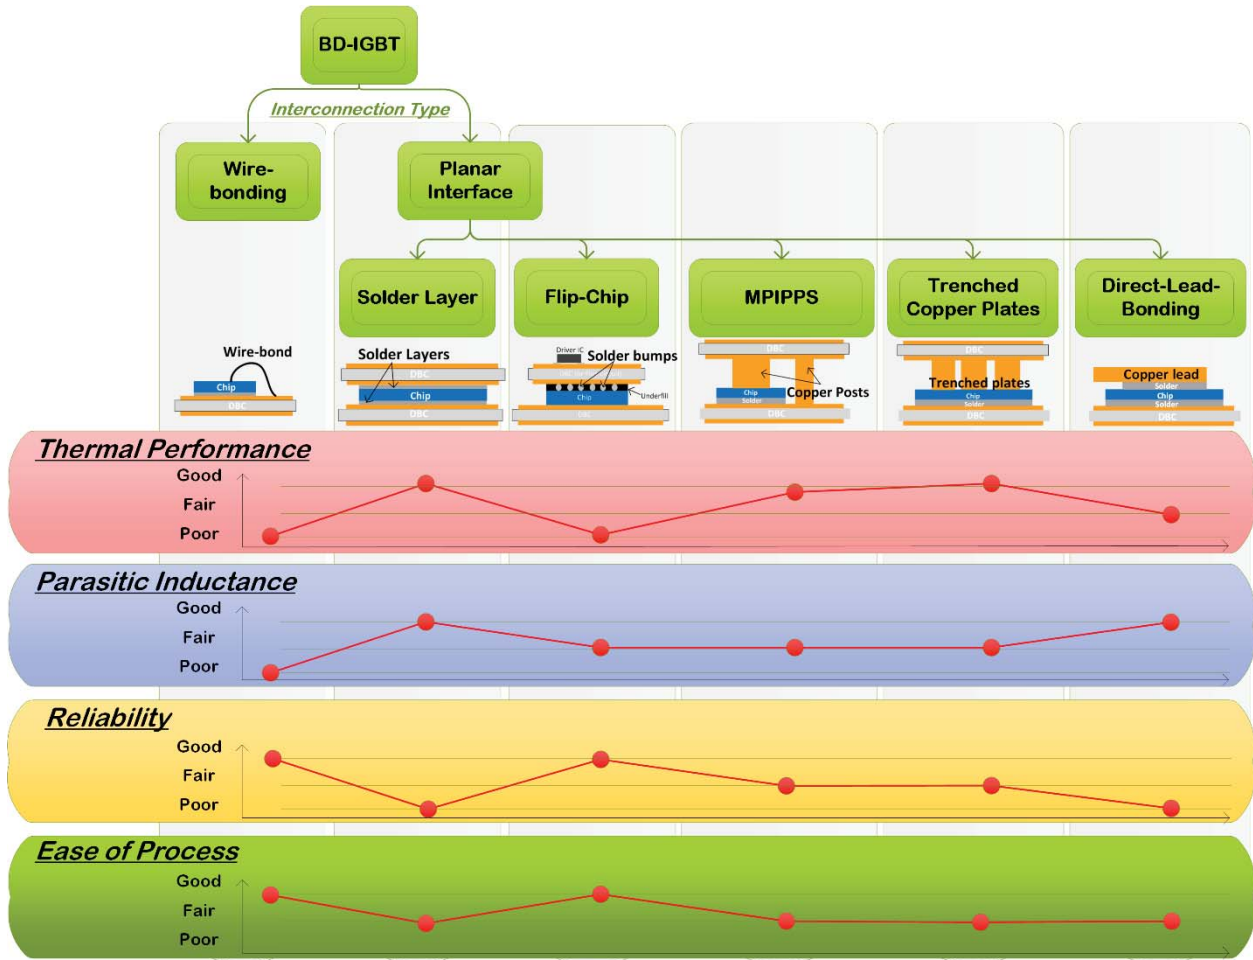 BD-IGBT
Interconnection Type
Wire-
bonding
Planar
Interface
Solder Layer
Flip-Chip
MPIPPS
Trenched
Copper Plates
Direct-Lead-
Bonding
Wire-bond
Chip
DBC
Solder Layers
DBC
Chip
DBC
Driver IC
Solder bumps
Underfill
Chip
DBC
DBC
Chip
Solder
Copper Posts
DBC
DBC
Trenched plates
Chip
Solder
DBC
Copper lead
Solder
Chip
Solder
DBC
Thermal Performance
Good
Fair
Poor
Parasitic Inductance
Good
Fair
Poor
Reliability
Good
Fair
Poor
Ease of Process
Good
Fair
Poor